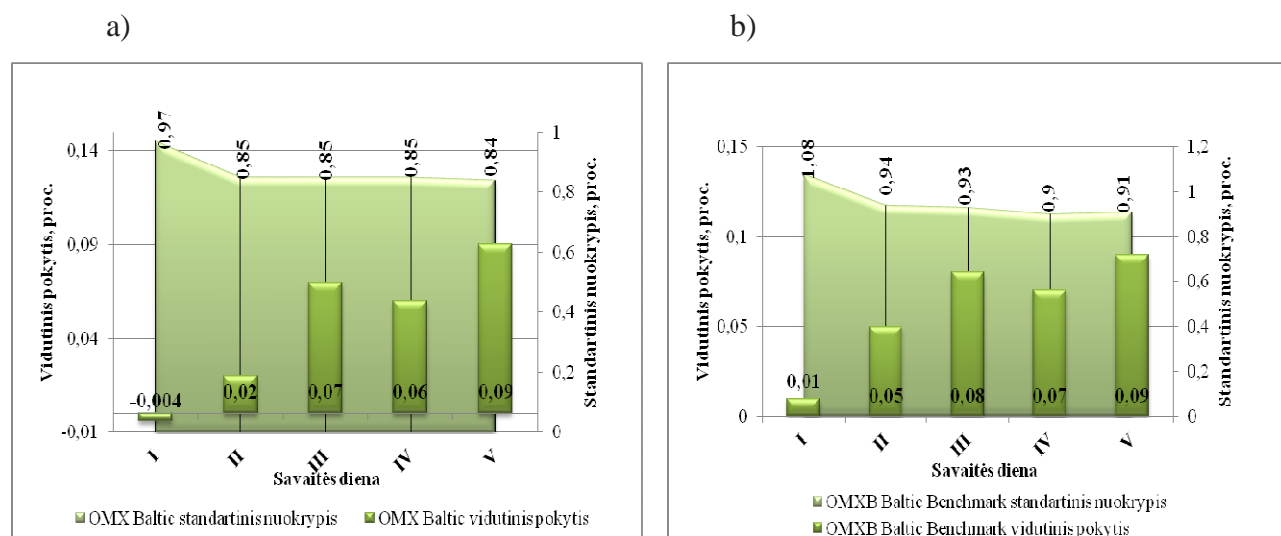 a)
b)
Vidutinis pokytis, proc.
0,14
0,09
0,04
-0,01
0,97
0,85
0,85
0,85
0,84
-0,004
0,02
0,07
0,06
0,09
1
0,8
0,6
0,4
0,2
0
Standartinis nuokrypis, proc.
I
II
III
IV
V
Savaitės diena
OMX Baltic standartinis nuokrypis
OMX Baltic vidutinis pokytis
Vidutinis pokytis, proc.
0,15
0,1
0,05
0
1,08
0,94
0,93
0,9
0,91
0,01
0,05
0,08
0,07
0,09
1,2
1
0,8
0,6
0,4
0,2
0
Standartinis nuokrypis, proc.
I
II
III
IV
V
Savaitės diena
OMXB Baltic Benchmark standartinis nuokrypis
OMXB Baltic Benchmark vidutinis pokytis